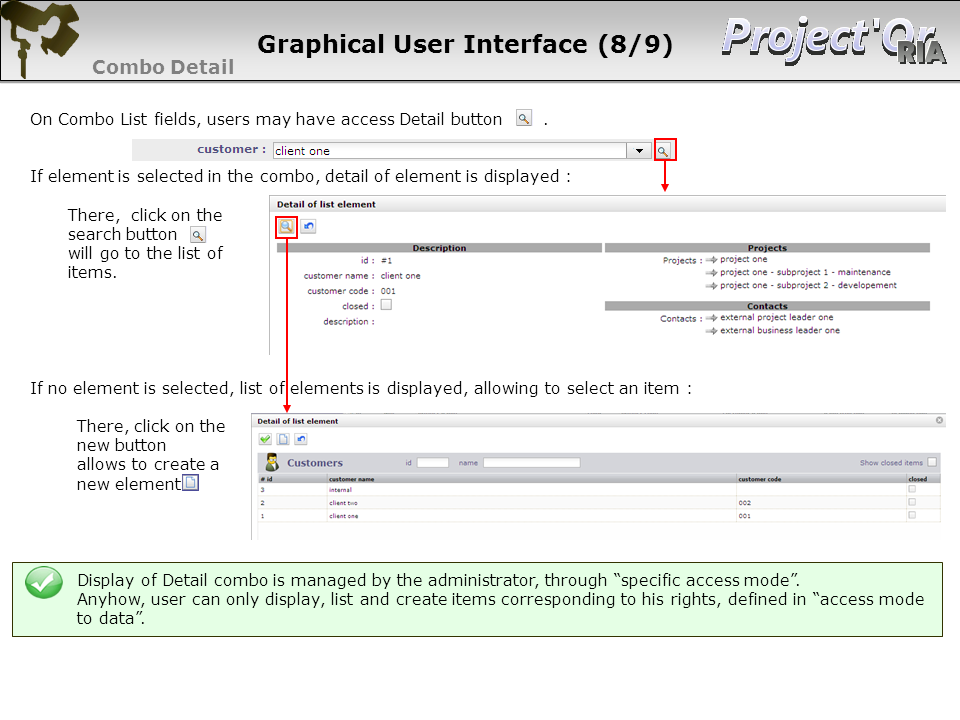 Graphical User Interface (8/9)
Project'Or
RIA
Combo Detail
On Combo List fields, users may have access Detail button .
customer : client one
If element is selected in the combo, detail of element is displayed :
There, click on the
search button
will go to the list of
items.
Detail of list element
Description
id : #1
customer name : client one
customer code : 001
closed :
description :
Projects
Projects : project one
project one - subproject 1 - maintenance
project one - subproject 2 - developement
Contacts
Contacts : external project leader one
external business leader one
If no element is selected, list of elements is displayed, allowing to select an item :
There, click on the
new button
allows to create a
new element
Detail of list element
Customers id name Show closed items
# id customer name customer code closed
3 internal
2 client two 002
1 client one 001
Display of Detail combo is managed by the administrator, through “specific access mode”.
Anyhow, user can only display, list and create items corresponding to his rights, defined in “access mode
to data”.